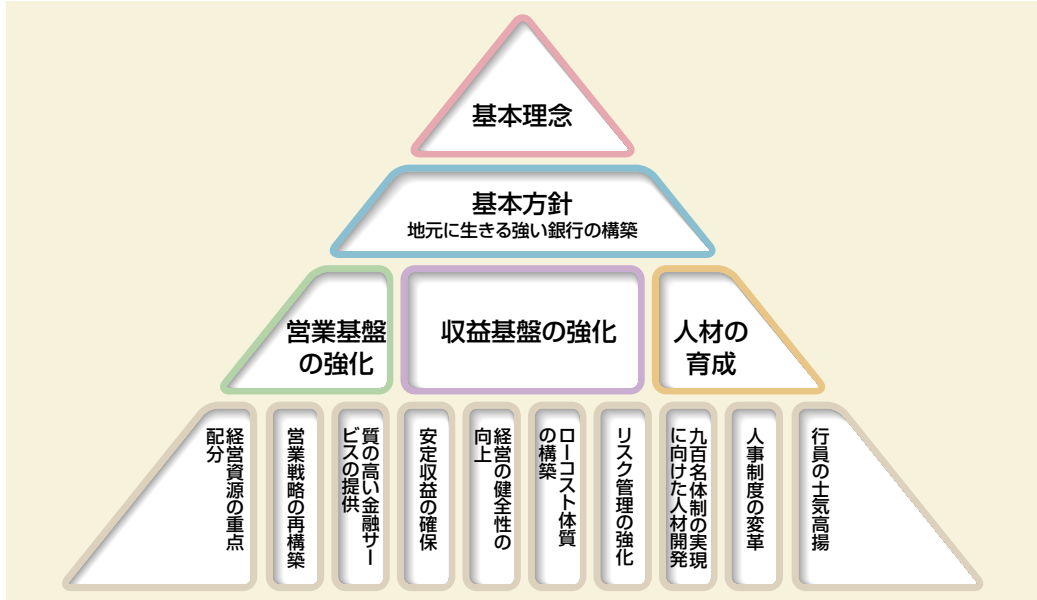 基本理念
基本方針
地元に生きる強い銀行の構築
営業基盤
の強化
収益基盤の強化
人材の
育成
経営資源の重点
配分
営業戦略の再構築
質の高い金融サー
ビスの提供
安定収益の確保
経営の健全性の
向上
ローコスト体質
の構築
リスク管理の強化
九百名体制の実現
に向けた人材開発
人事制度の変革
行員の士気高揚